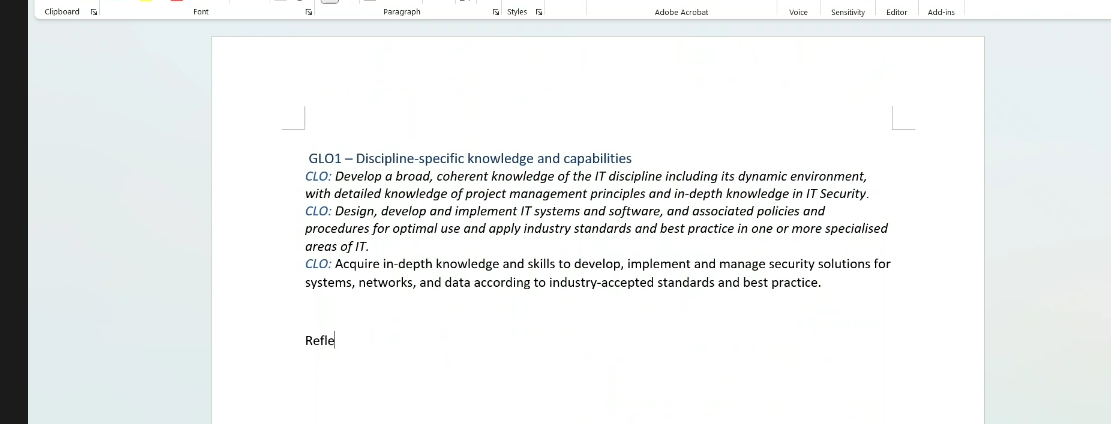 Clipboard Font Paragraph Styles Adobe Acrobat Voice Sensitivity Editor Add-ins
GLO1 – Discipline-specific knowledge and capabilities
CLO: Develop a broad, coherent knowledge of the IT discipline including its dynamic environment,
with detailed knowledge of project management principles and in-depth knowledge in IT Security.
CLO: Design, develop and implement IT systems and software, and associated policies and
procedures for optimal use and apply industry standards and best practice in one or more specialised
areas of IT.
CLO: Acquire in-depth knowledge and skills to develop, implement and manage security solutions for
systems, networks, and data according to industry-accepted standards and best practice.
Refle